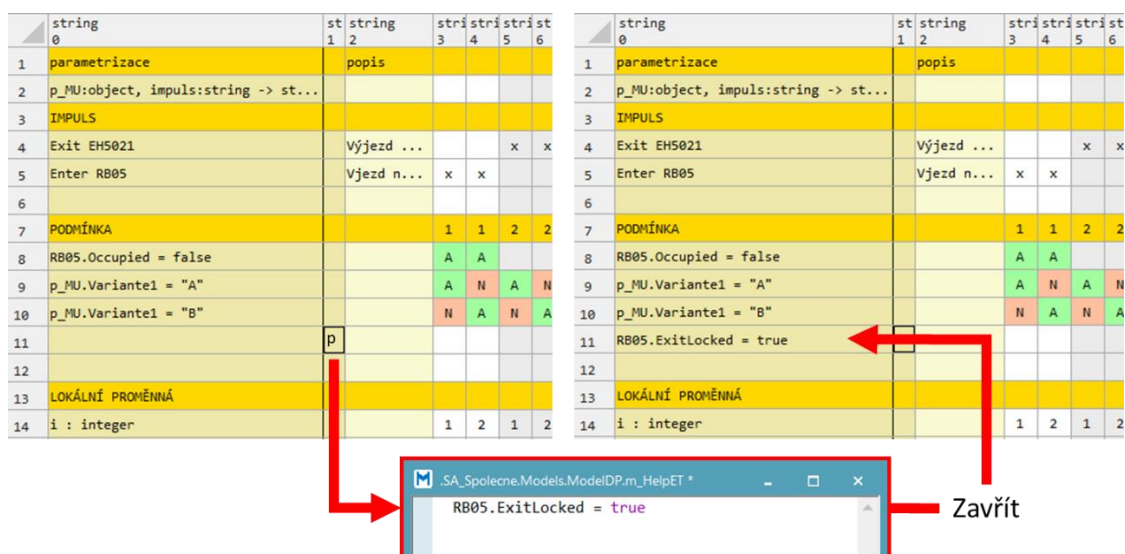 string st string stri stri stri st
0 1 2 3 4 5 6
1 parametrizace popis
2 p_MU:object, impuls:string -> st...
3 IMPULS
4 Exit EH5021 Výjezd ... x x
5 Enter RB05 Vjezd n... x x
6
7 PODMÍNKA 1 1 2 2
8 RB05.Occupied = false A A
9 p_MU.Variante1 = "A" A N A N
10 p_MU.Variante1 = "B" N A N A
11 p
12
13 LOKÁLNÍ PROMĚNNÁ
14 i : integer 1 2 1 2
string st string stri stri stri st
0 1 2 3 4 5 6
1 parametrizace popis
2 p_MU:object, impuls:string -> st...
3 IMPULS
4 Exit EH5021 Výjezd ... x x
5 Enter RB05 Vjezd n... x x
6
7 PODMÍNKA 1 1 2 2
8 RB05.Occupied = false A A
9 p_MU.Variante1 = "A" A N A N
10 p_MU.Variante1 = "B" N A N A
11 RB05.ExitLocked = true
12
13 LOKÁLNÍ PROMĚNNÁ
14 i : integer 1 2 1 2
M .SA_Spolecne.Models.ModelDP.m_HelpET *
RB05.ExitLocked = true
Zavřít